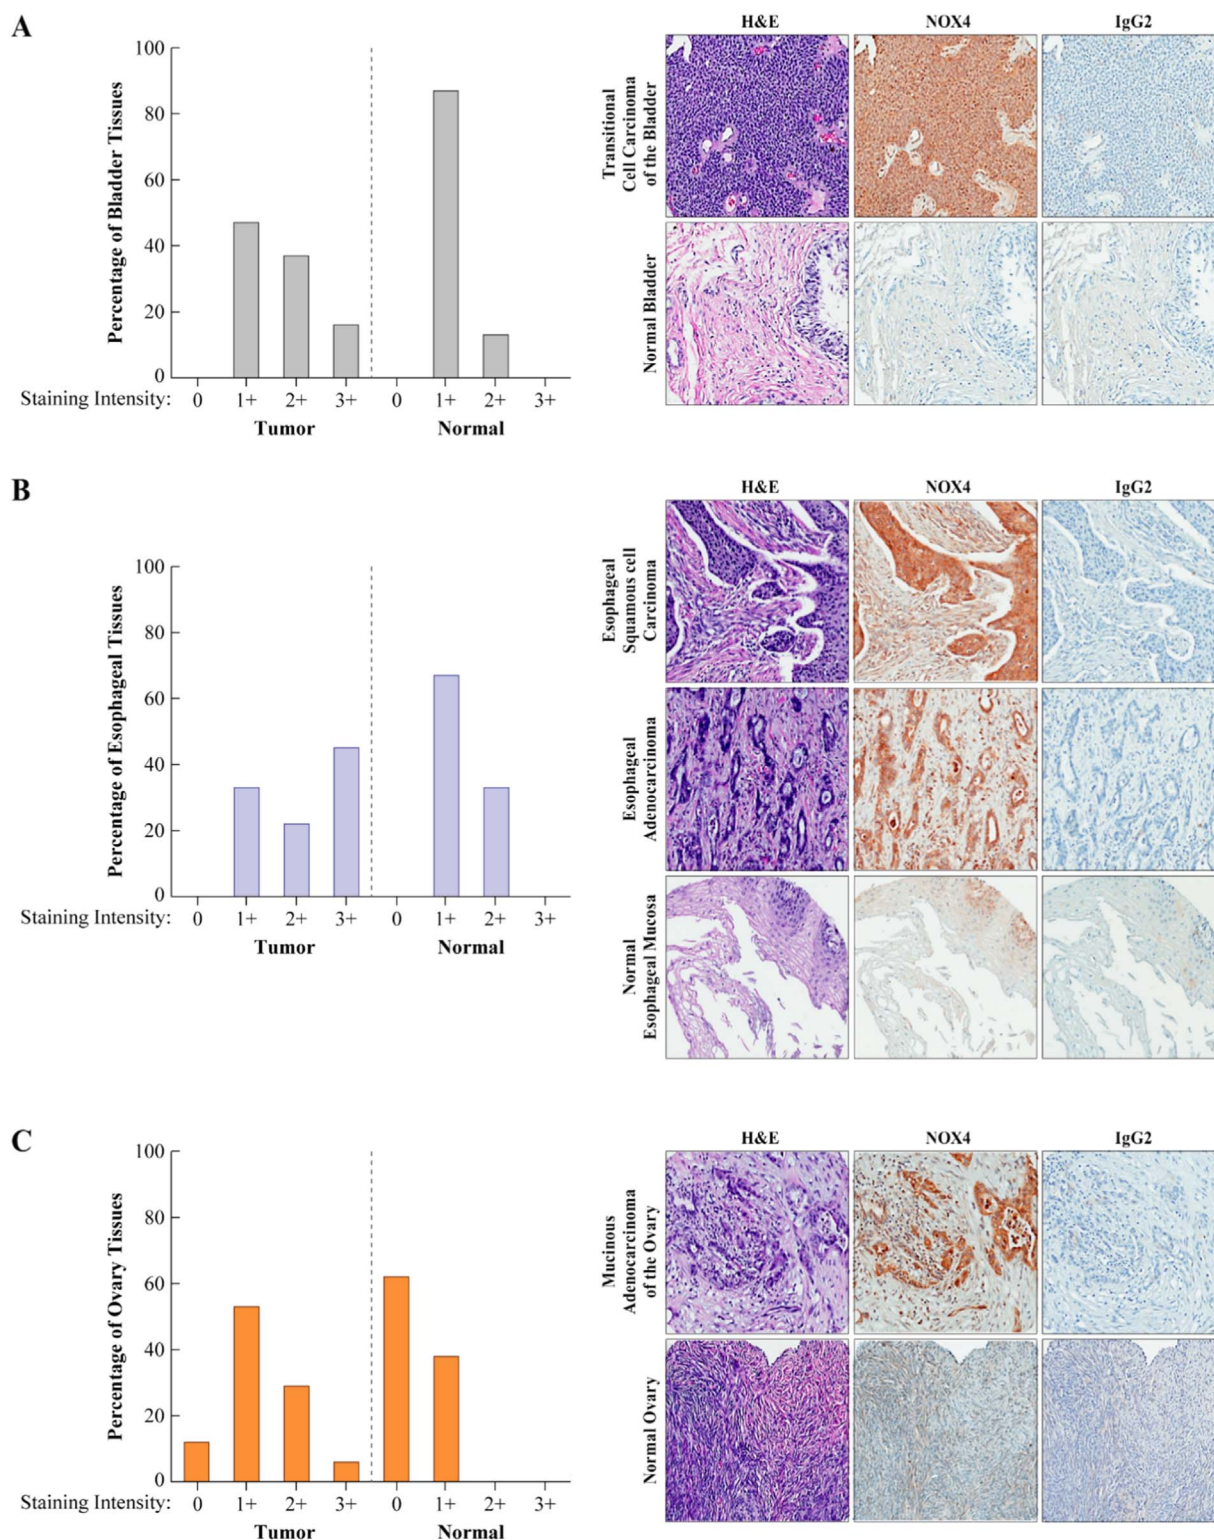 A
Percentage of Bladder Tissues
100
80
60
40
20
0
Staining Intensity: 0 1+ 2+ 3+ 0 1+ 2+ 3+
Tumor Normal
H&E NOX4 IgG2
Transitional
Cell Carcinoma
of the Bladder
Normal Bladder
B
Percentage of Esophageal Tissues
100
80
60
40
20
0
Staining Intensity: 0 1+ 2+ 3+ 0 1+ 2+ 3+
Tumor Normal
H&E NOX4 IgG2
Esophageal
Squamous cell
Carcinoma
Esophageal
Adenocarcinoma
Normal
Esophageal Mucosa
C
Percentage of Ovary Tissues
100
80
60
40
20
0
Staining Intensity: 0 1+ 2+ 3+ 0 1+ 2+ 3+
Tumor Normal
H&E NOX4 IgG2
Mucinous
Adenocarcinoma
of the Ovary
Normal Ovary